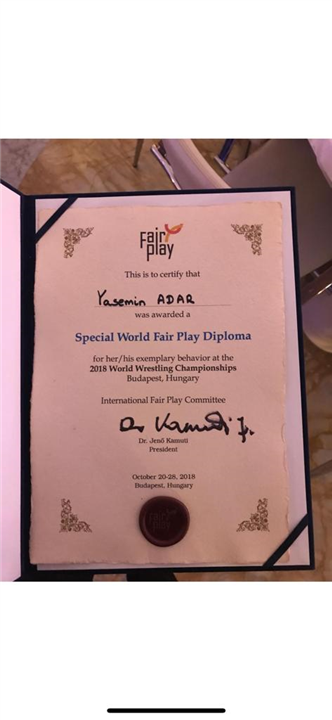 Fair
play
This is to certify that
Yasemin ADAR
was awarded a
Special World Fair Play Diploma
for her/his exemplary behavior at the
2018 World Wrestling Championships
Budapest, Hungary
International Fair Play Committee
Dr. Jenő Kamuti
President
October 20-28, 2018
Budapest, Hungary